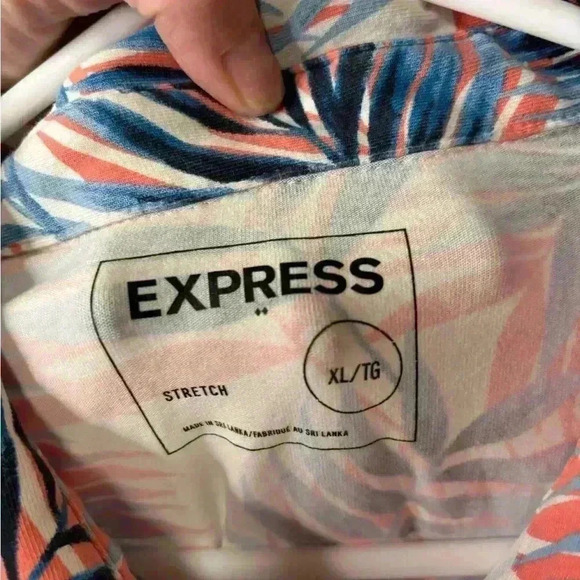 EXPRESS
STRETCH
XL/TG
MADE IN SRI LANKA/FABRIQUÉ AU SRI LANKA